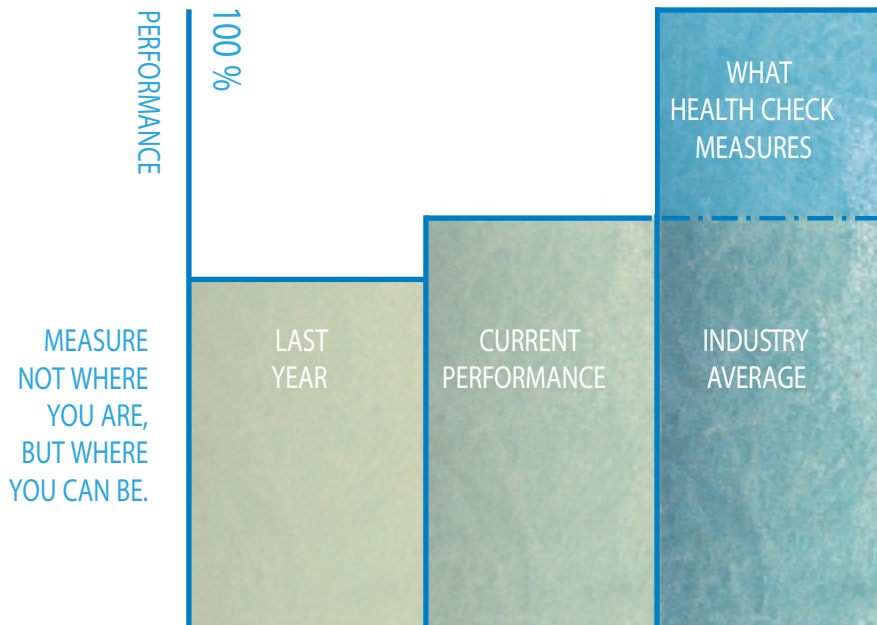 PERFORMANCE
100 %
WHAT
HEALTH CHECK
MEASURES
MEASURE
NOT WHERE
YOU ARE,
BUT WHERE
YOU CAN BE.
LAST
YEAR
CURRENT
PERFORMANCE
INDUSTRY
AVERAGE